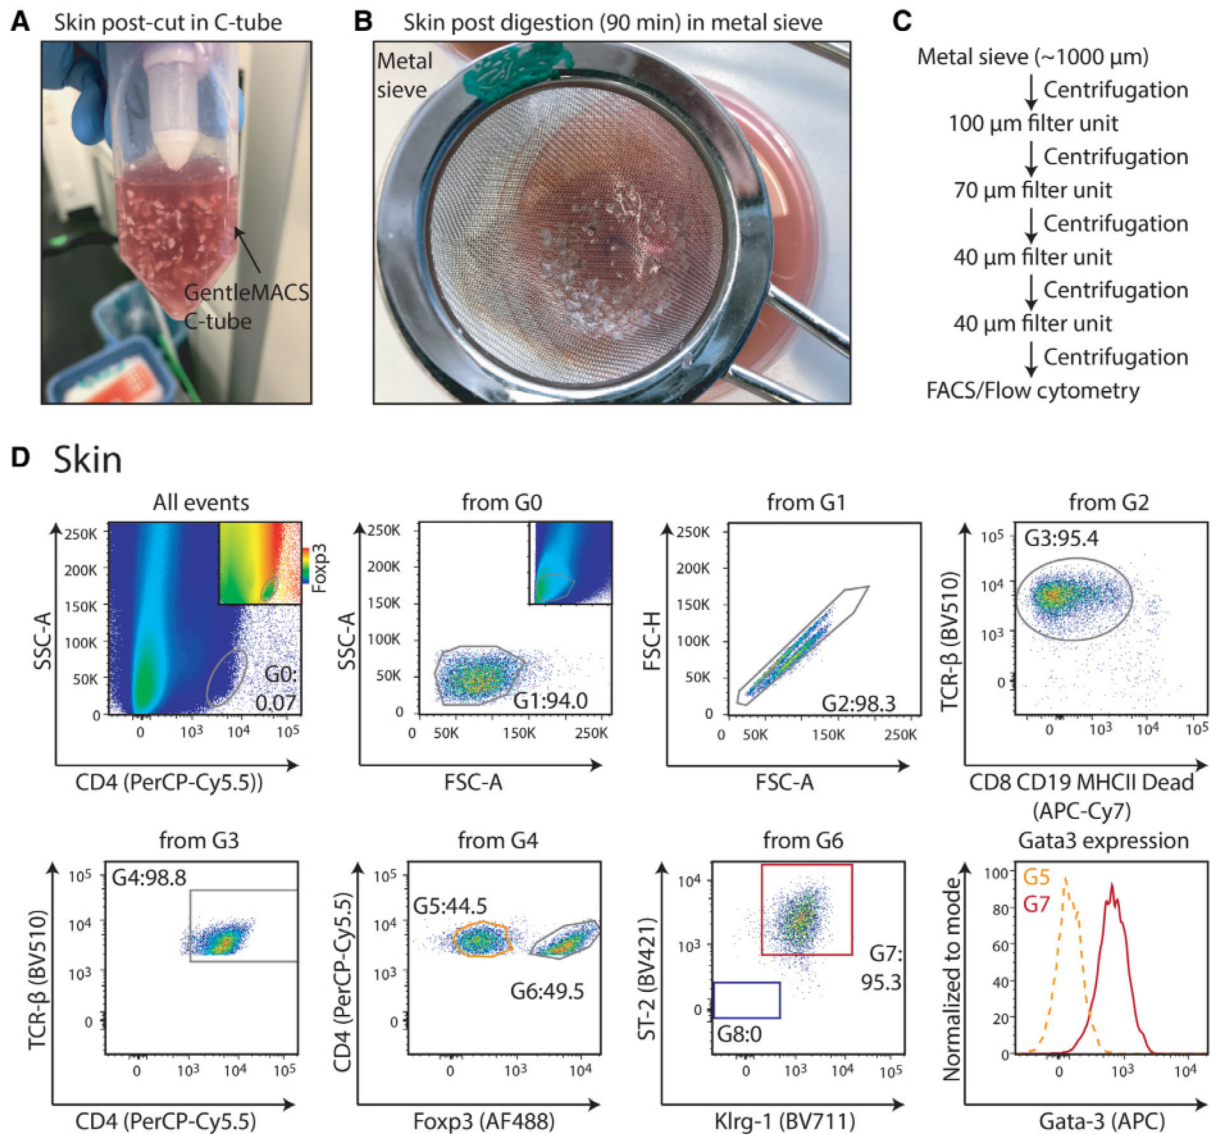 A Skin post-cut in C-tube
GentleMACS
C-tube
B Skin post digestion (90 min) in metal sieve
Metal
sieve
C
Metal sieve (~1000 µm)
Centrifugation
100 µm filter unit
Centrifugation
70 µm filter unit
Centrifugation
40 µm filter unit
Centrifugation
40 µm filter unit
Centrifugation
FACS/Flow cytometry
D Skin
All events
SSC-A
250K
200K
150K
100K
50K
0
Foxp3
G0:
0.07
0 10³ 10⁴ 10⁵
CD4 (PerCP-Cy5.5))
from G0
SSC-A
250K
200K
150K
100K
50K
0
G1:94.0
0 50K 150K 250K
FSC-A
from G1
FSC-H
250K
200K
150K
100K
50K
0
G2:98.3
0 50K 150K 250K
FSC-A
from G2
TCR-β (BV510)
10⁵
10⁴
10³
0
G3:95.4
0 10³ 10⁴ 10⁵
CD8 CD19 MHCII Dead
(APC-Cy7)
from G3
TCR-β (BV510)
10⁵
10⁴
10³
0
G4:98.8
0 10³ 10⁴ 10⁵
CD4 (PerCP-Cy5.5)
from G4
CD4 (PerCP-Cy5.5)
10⁵
10⁴
10³
0
G5:44.5
G6:49.5
0 10³ 10⁴
Foxp3 (AF488)
from G6
ST-2 (BV421)
10⁴
10³
0
G7:
95.3
G8:0
0 10³ 10⁴
Klrg-1 (BV711)
Gata3 expression
Normalized to mode
100
80
60
40
20
0
G5
G7
0 10³ 10⁴
Gata-3 (APC)